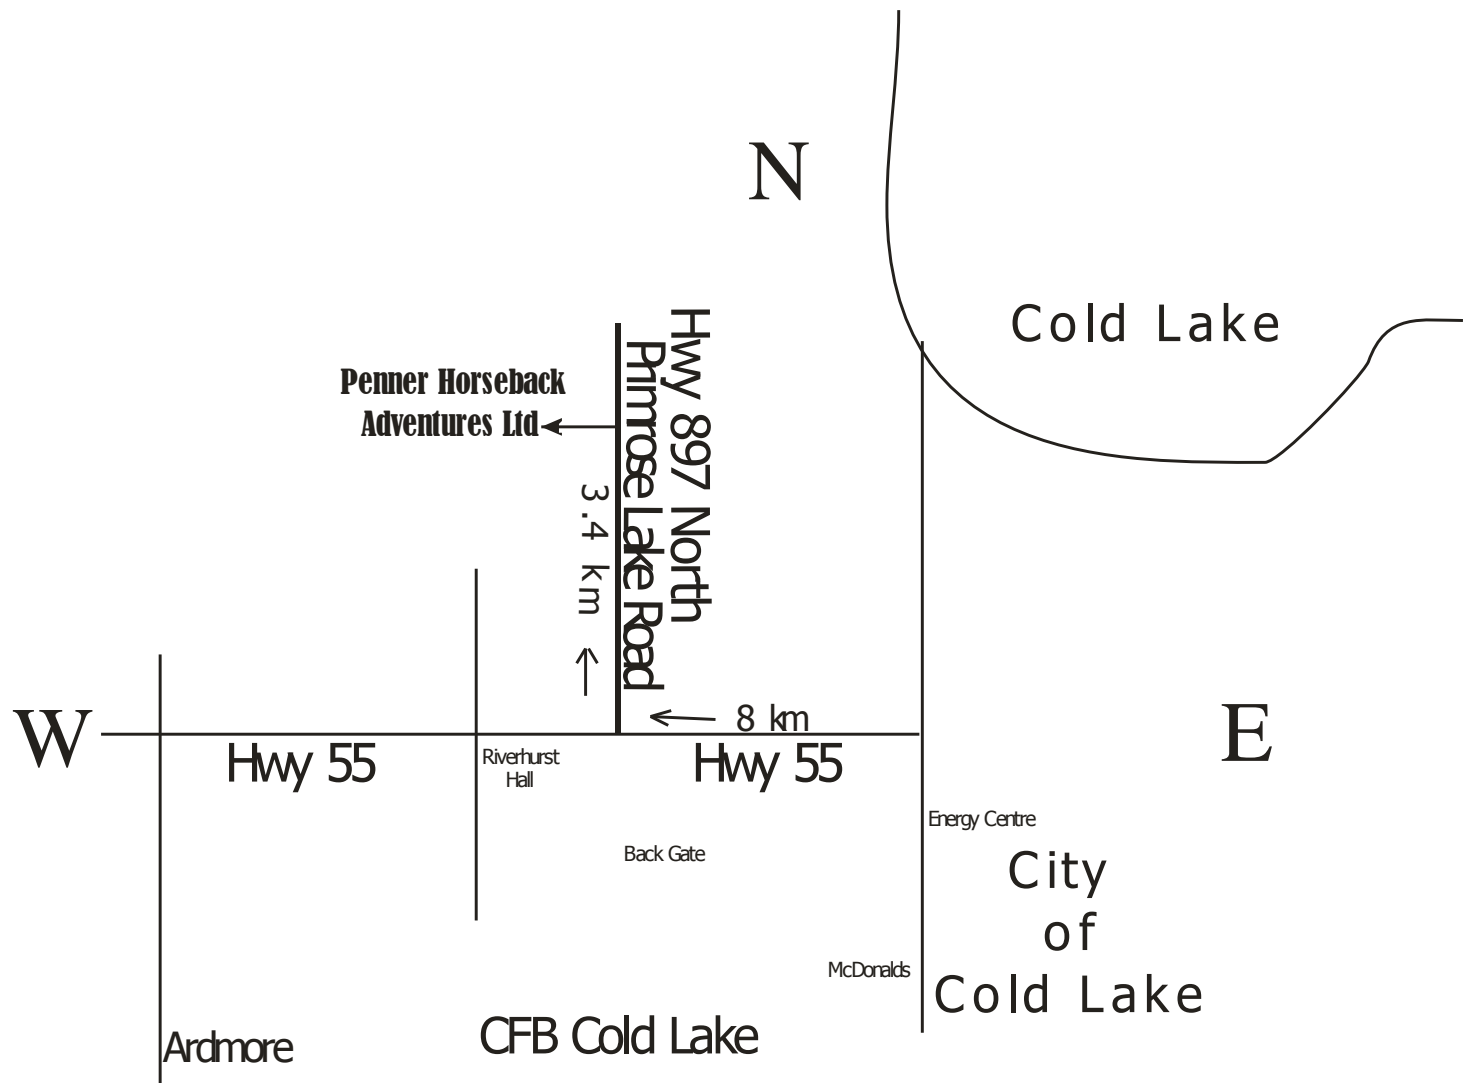 N
Cold Lake
Penner Horseback
Adventures Ltd
Hwy 897 North
Primrose Lake Road
3.4 km
8 km
W
E
Hwy 55
Riverhurst
Hall
Hwy 55
Energy Centre
Back Gate
City
of
Cold Lake
McDonalds
CFB Cold Lake
Ardmore